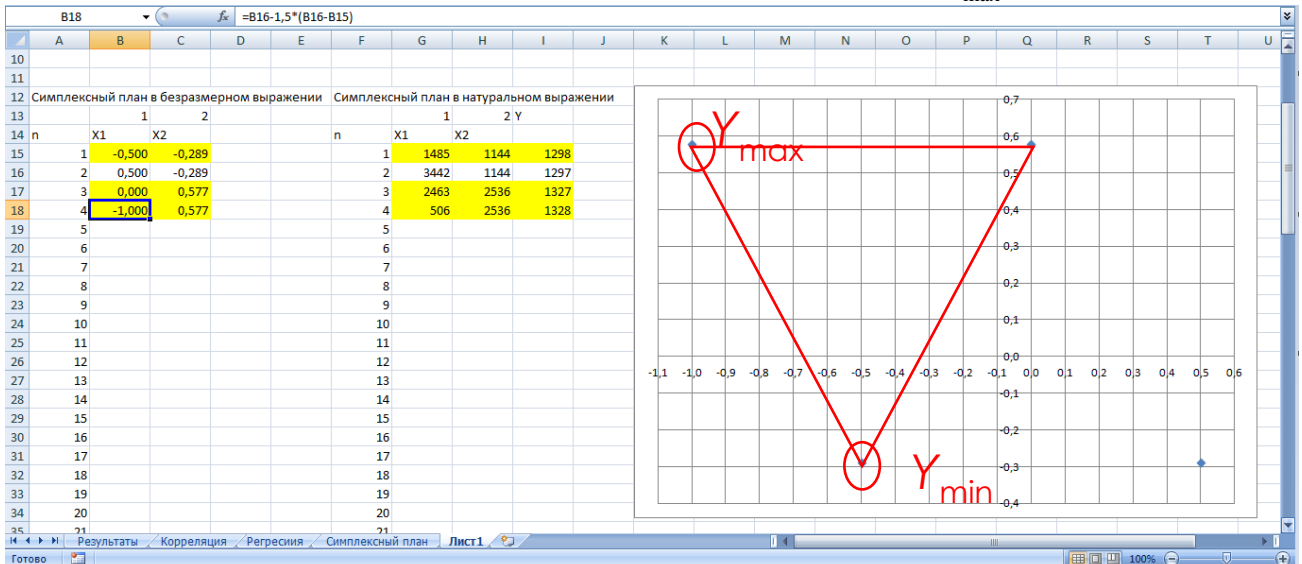 B18 fx =B16-1,5*(B16-B15)
A B C D E F G H I J K L M N O P Q R S T U
10
11
12 Симплексный план в безразмерном выражении Симплексный план в натуральном выражении
13 1 2 1 2 Y
14 n X1 X2 n X1 X2
15 1 -0,500 -0,289 1 1485 1144 1298
16 2 0,500 -0,289 2 3442 1144 1297
17 3 0,000 0,577 3 2463 2536 1327
18 4 -1,000 0,577 4 506 2536 1328
19 5 5
20 6 6
21 7 7
22 8 8
23 9 9
24 10 10
25 11 11
26 12 12
27 13 13
28 14 14
29 15 15
30 16 16
31 17 17
32 18 18
33 19 19
34 20 20
35 21 21
0,7
0,6
0,5
0,4
0,3
0,2
0,1
0,0
-1,1 -1,0 -0,9 -0,8 -0,7 -0,6 -0,5 -0,4 -0,3 -0,2 -0,1 0,0 0,1 0,2 0,3 0,4 0,5 0,6
-0,1
-0,2
-0,3
-0,4
Y max
Y min
Результаты Корреляция Регресиия Симплексный план Лист1
Готово 100%